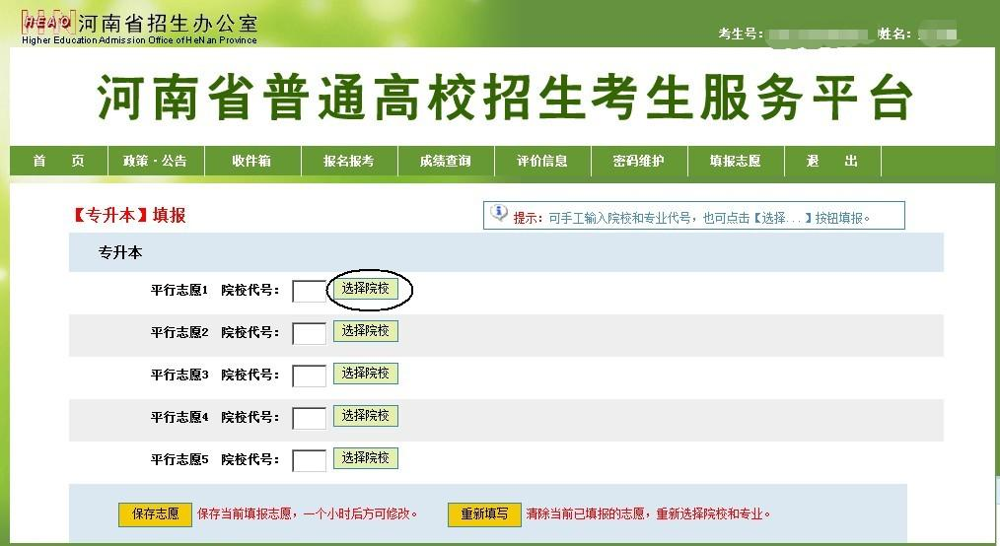 HEAO 河南省招生办公室
Higher Education Admission Office of HeNan Province
考生号： 姓名：
河南省普通高校招生考生服务平台
首 页 政策·公告 收件箱 报名报考 成绩查询 评价信息 密码维护 填报志愿 退 出
【专升本】填报 提示：可手工输入院校和专业代号，也可点击【选择...】按钮填报。
专升本
平行志愿1 院校代号： 选择院校
平行志愿2 院校代号： 选择院校
平行志愿3 院校代号： 选择院校
平行志愿4 院校代号： 选择院校
平行志愿5 院校代号： 选择院校
保存志愿 保存当前填报志愿，一个小时后方可修改。 重新填写 清除当前已填报的志愿，重新选择院校和专业。